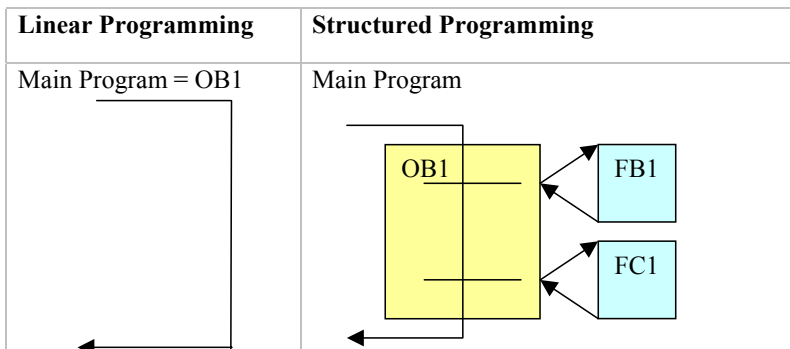 Linear Programming
Structured Programming
Main Program = OB1
Main Program
OB1
FB1
FC1